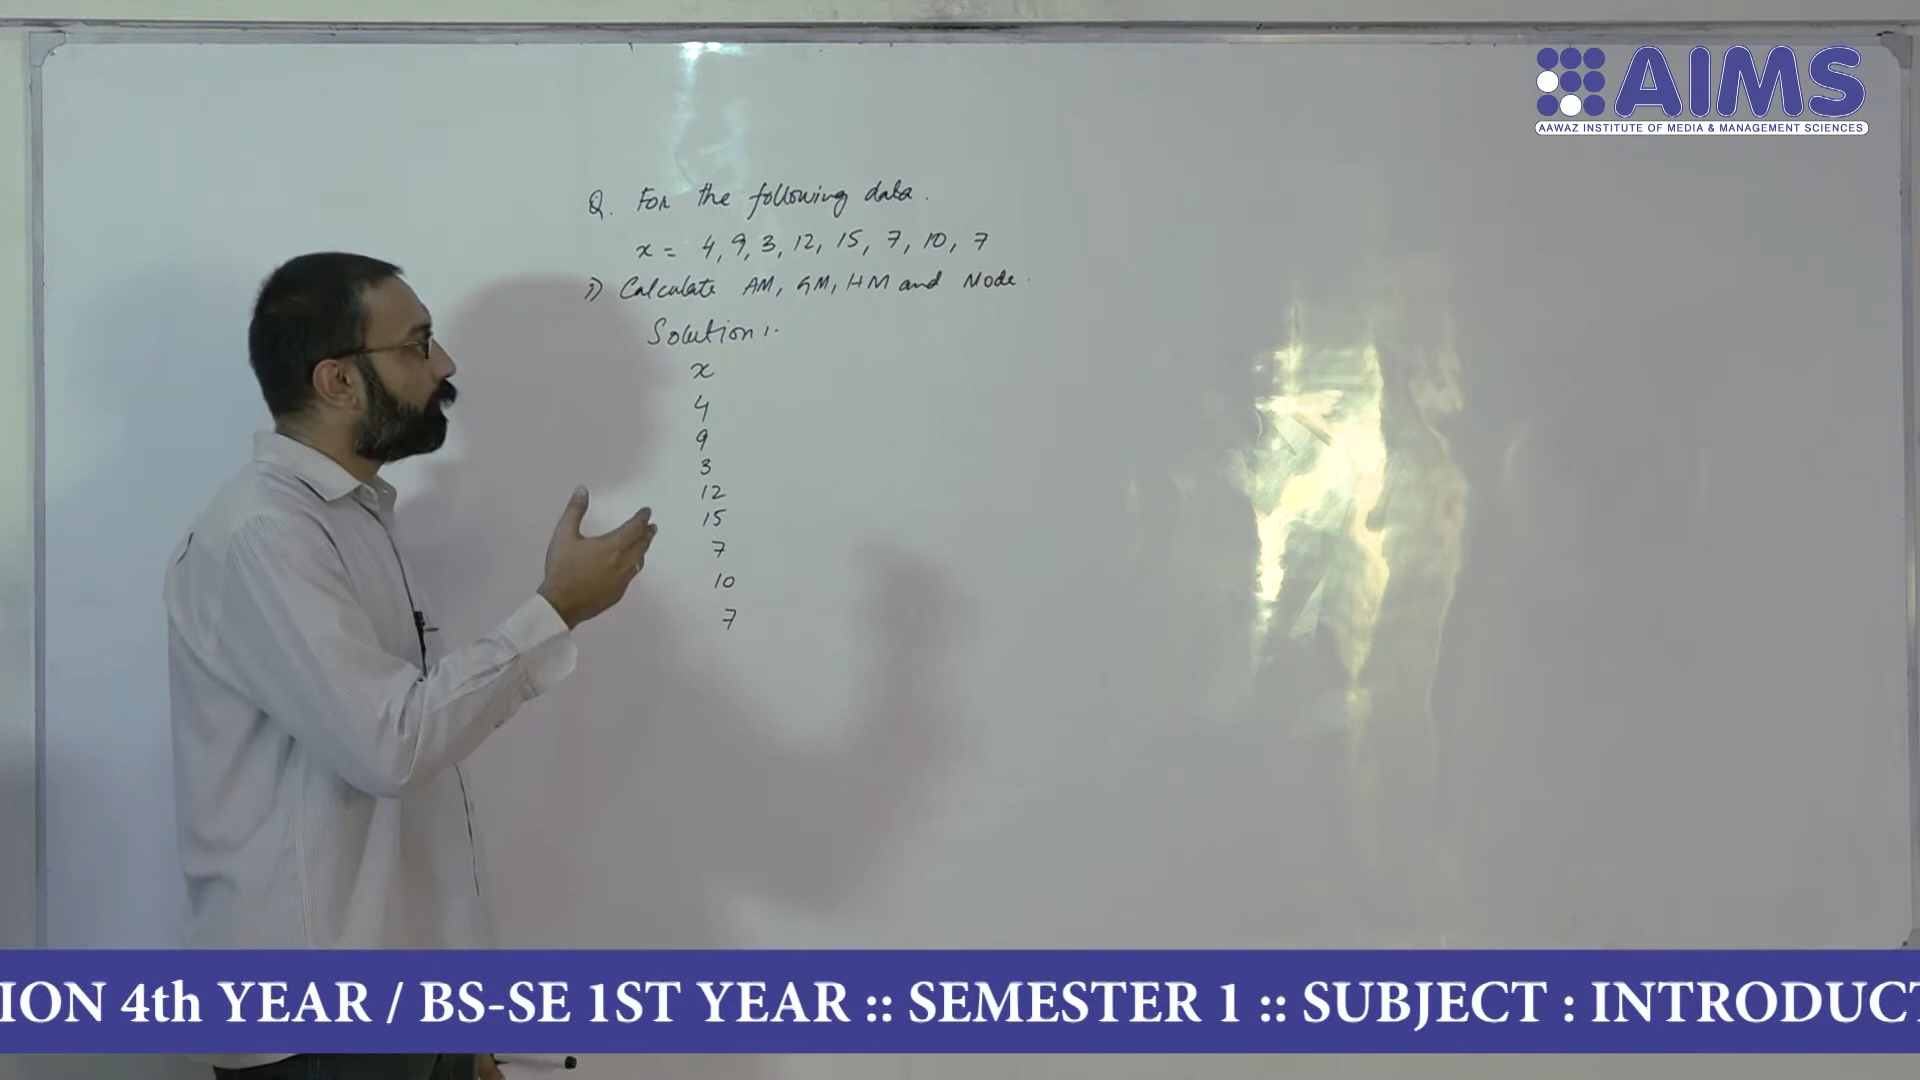 AIMS
AAWAZ INSTITUTE OF MEDIA & MANAGEMENT SCIENCES
Q. For the following data.
x = 4, 9, 3, 12, 15, 7, 10, 7
i) Calculate AM, GM, HM and Mode.
Solution:.
x
4
9
3
12
15
7
10
7
ION 4th YEAR / BS-SE 1ST YEAR :: SEMESTER 1 :: SUBJECT : INTRODUCT